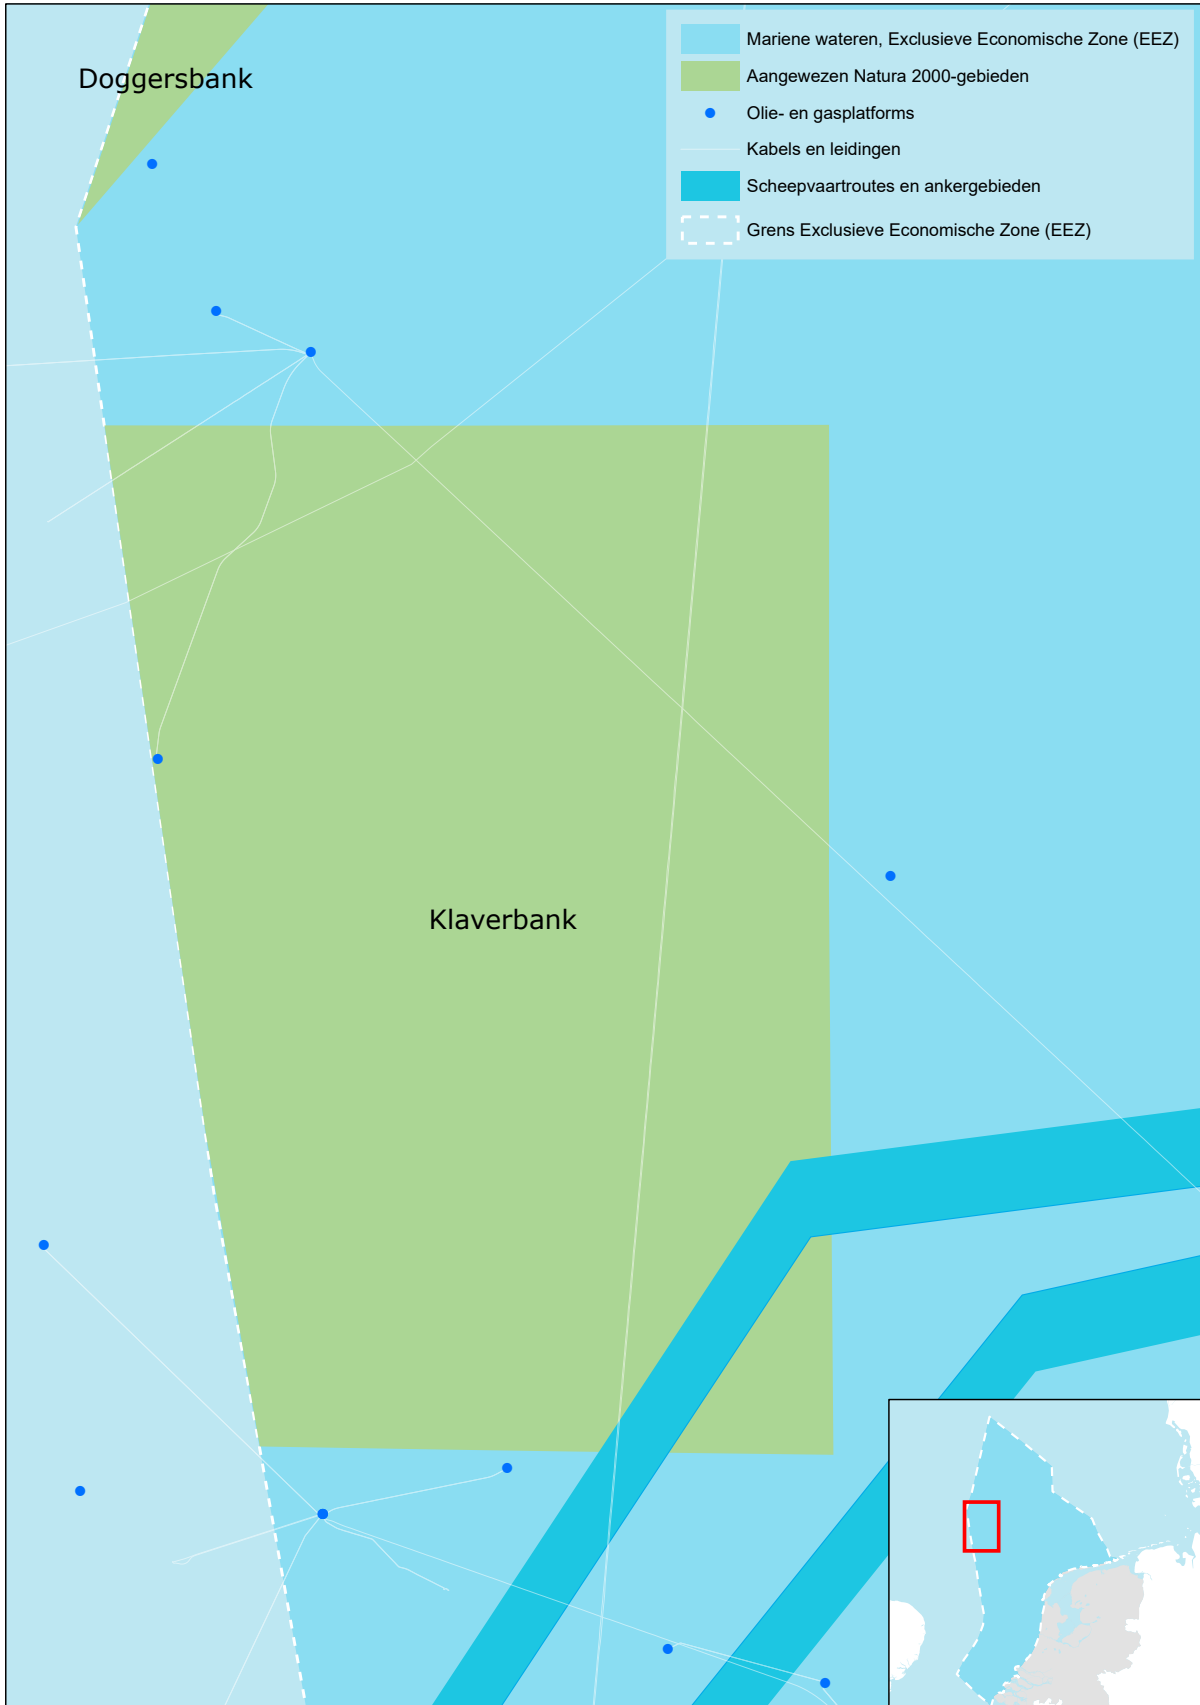 Doggersbank
Mariene wateren, Exclusieve Economische Zone (EEZ)
Aangewezen Natura 2000-gebieden
Olie- en gasplatforms
Kabels en leidingen
Scheepvaartroutes en ankergebieden
Grens Exclusieve Economische Zone (EEZ)
Klaverbank